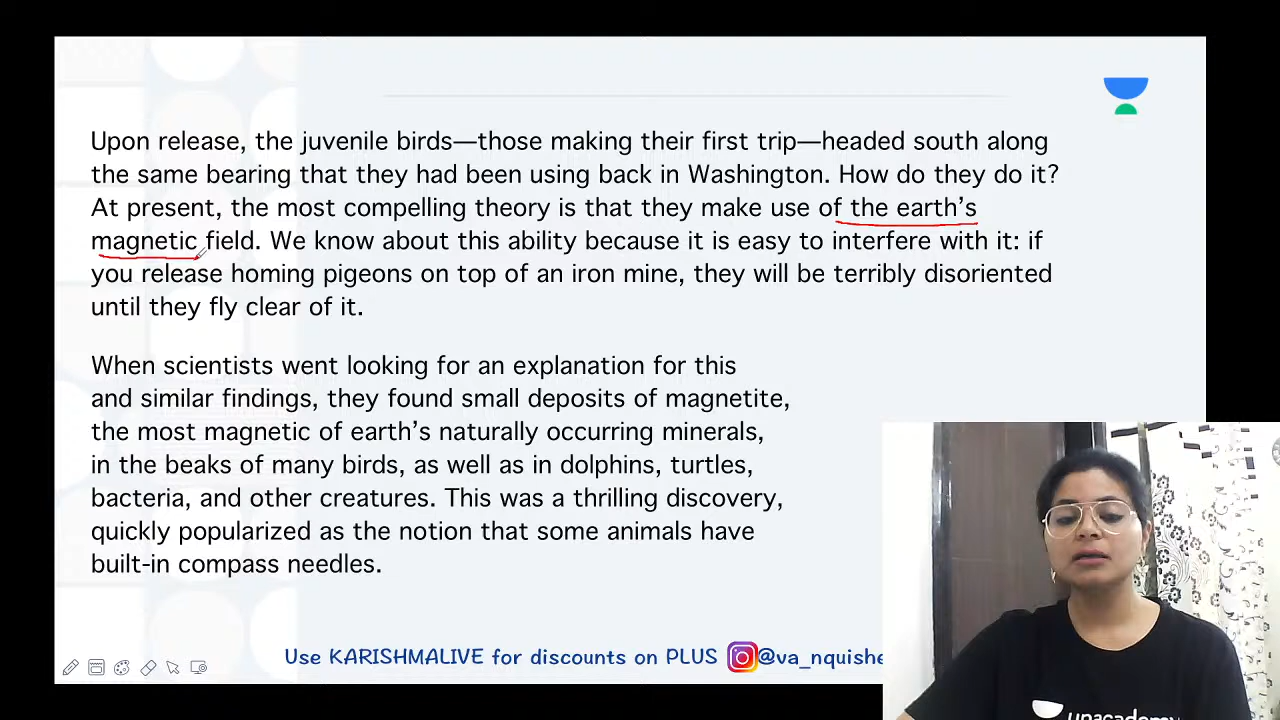 Upon release, the juvenile birds—those making their first trip—headed south along
the same bearing that they had been using back in Washington. How do they do it?
At present, the most compelling theory is that they make use of the earth’s
magnetic field. We know about this ability because it is easy to interfere with it: if
you release homing pigeons on top of an iron mine, they will be terribly disoriented
until they fly clear of it.
When scientists went looking for an explanation for this
and similar findings, they found small deposits of magnetite,
the most magnetic of earth’s naturally occurring minerals,
in the beaks of many birds, as well as in dolphins, turtles,
bacteria, and other creatures. This was a thrilling discovery,
quickly popularized as the notion that some animals have
built-in compass needles.
Use KARISHMALIVE for discounts on PLUS @va_nquishe
unacademy